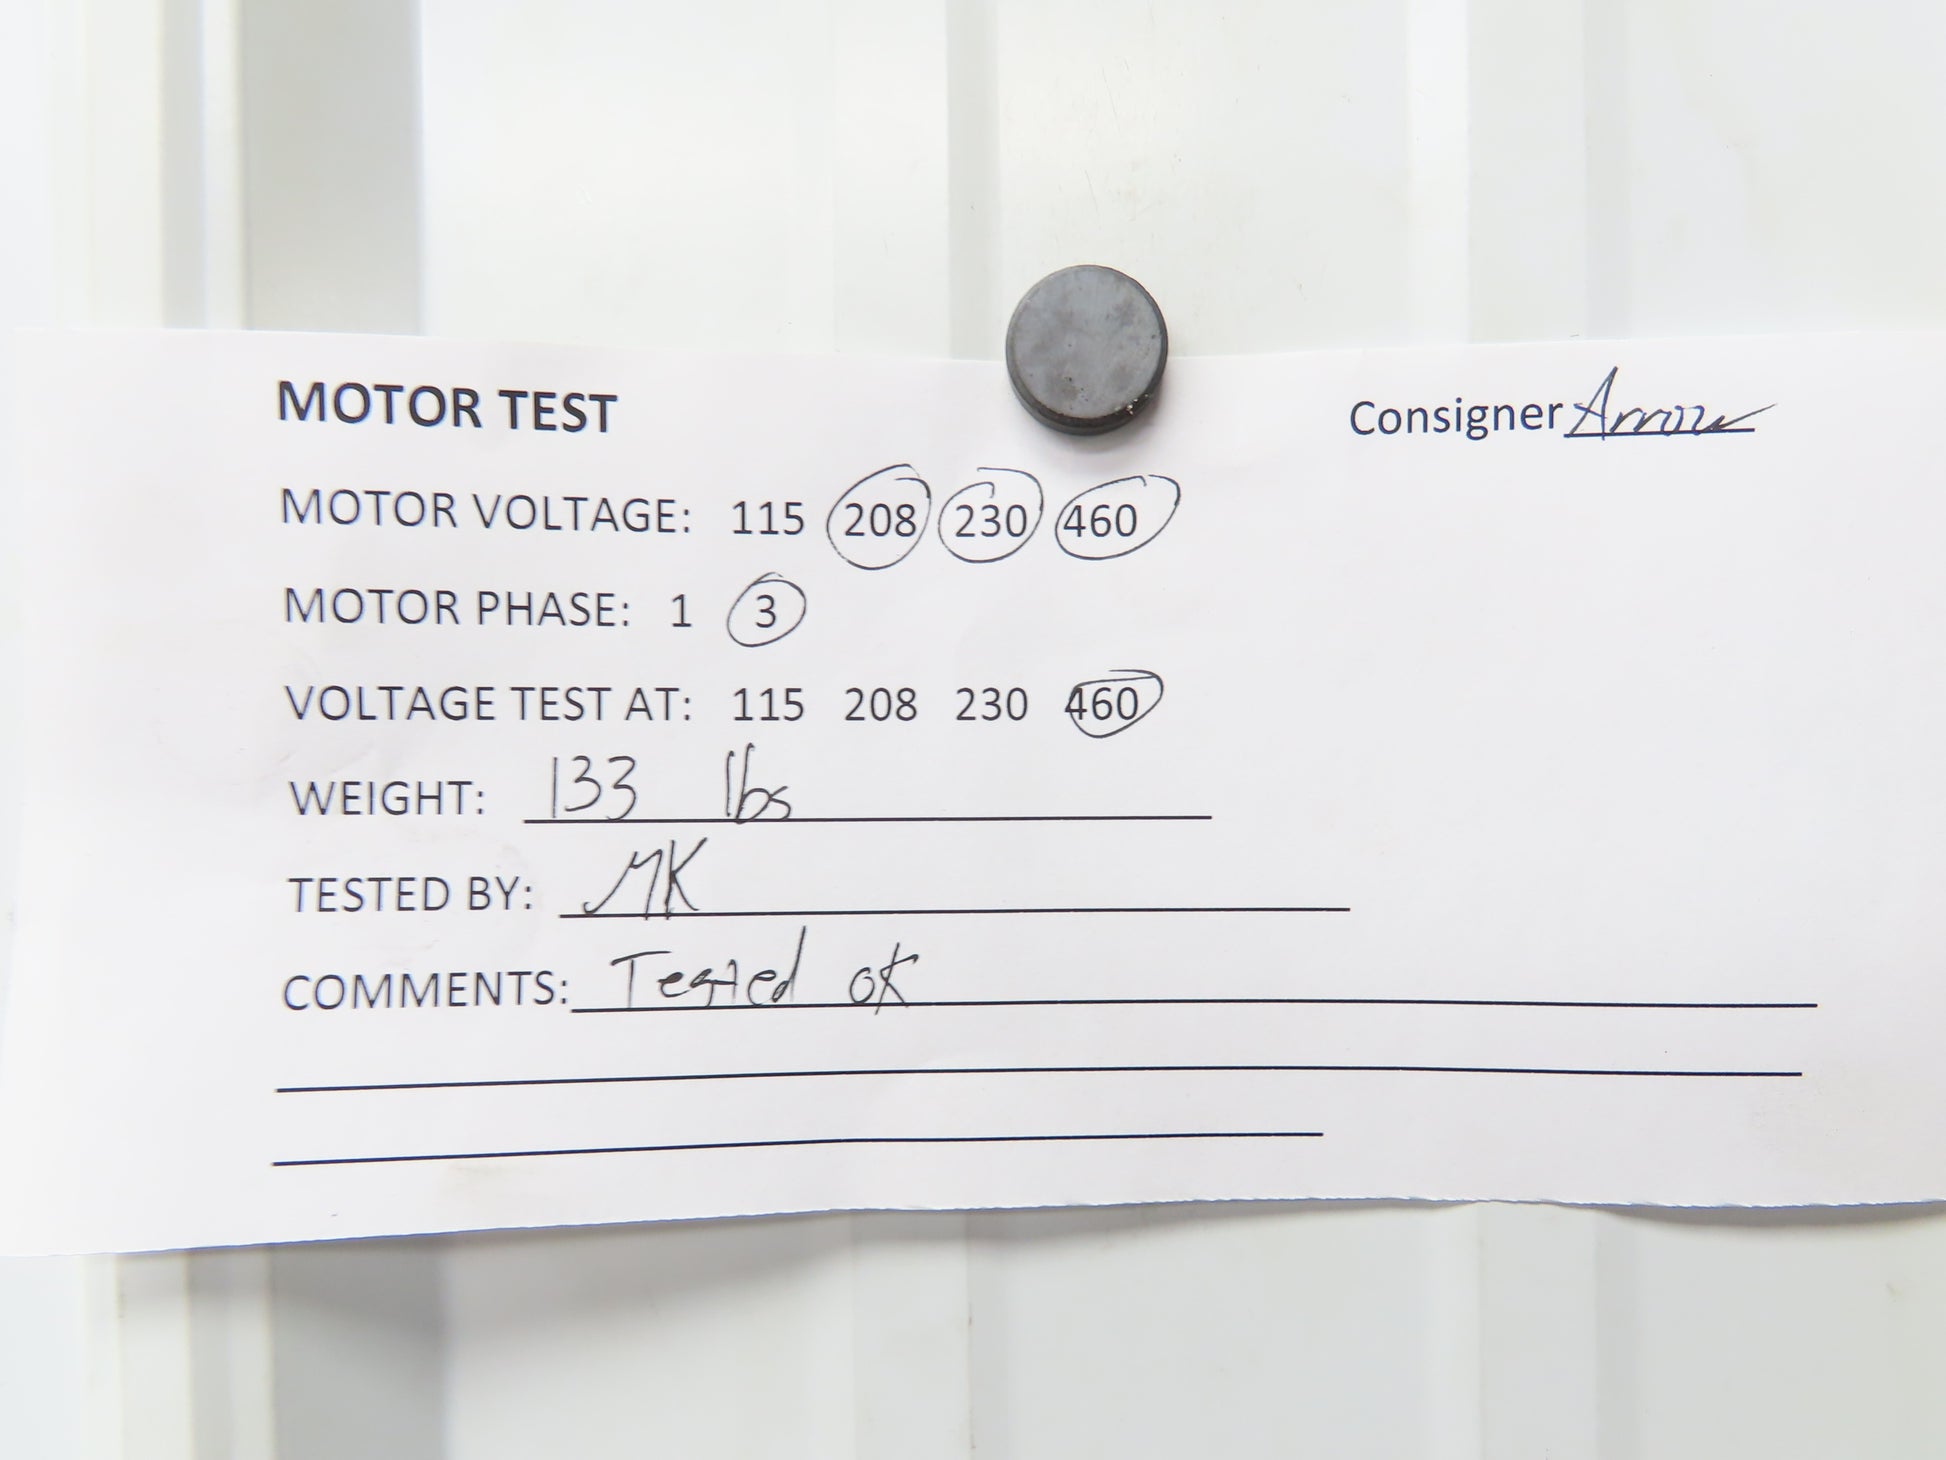 MOTOR TEST Consigner Arrow
MOTOR VOLTAGE: 115 208 230 460
MOTOR PHASE: 1 3
VOLTAGE TEST AT: 115 208 230 460
WEIGHT: 133 lbs
TESTED BY: MK
COMMENTS: Tested OK